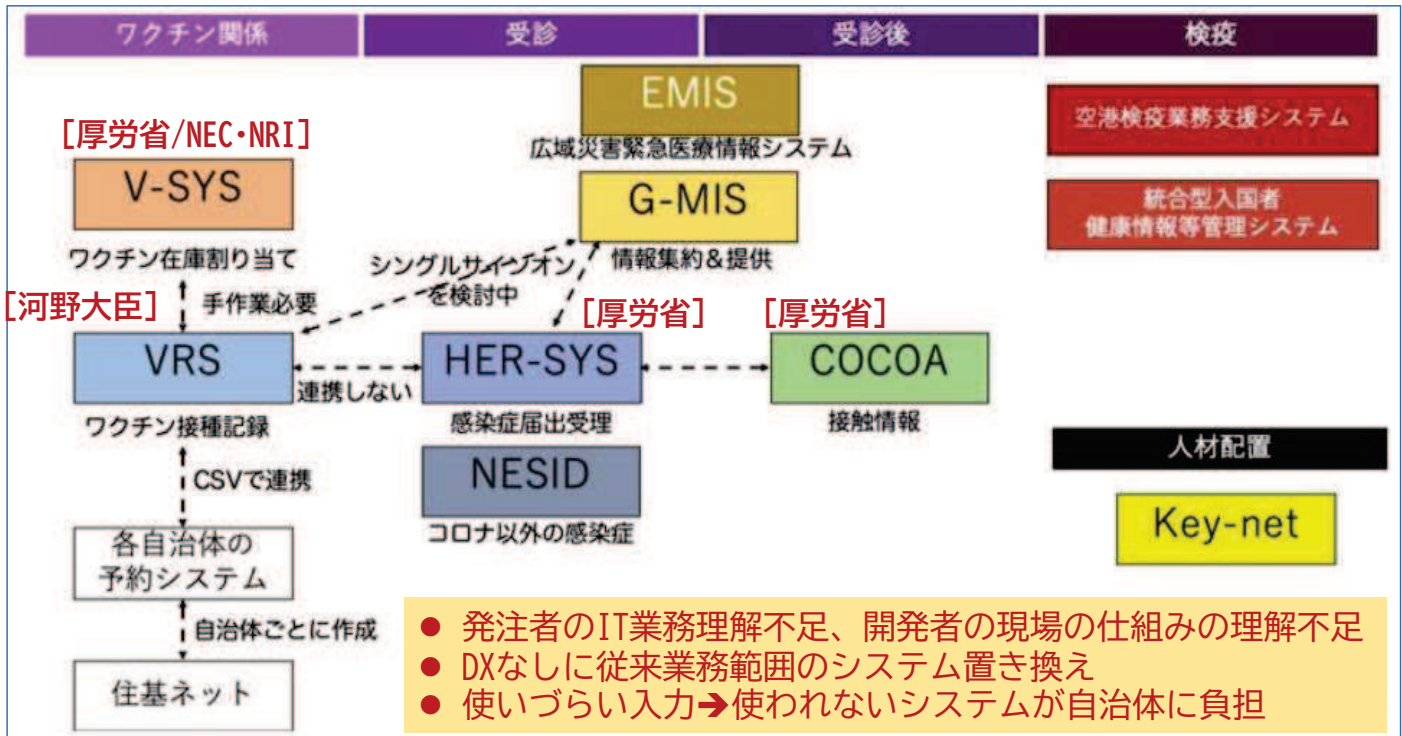 ワクチン関係
受診
受診後
検疫
EMIS
広域災害緊急医療情報システム
空港検疫業務支援システム
[厚労省/NEC・NRI]
V-SYS
ワクチン在庫割り当て
G-MIS
情報集約&提供
統合型入国者
健康情報等管理システム
シングルサインオン
を検討中
手作業必要
[河野大臣]
VRS
ワクチン接種記録
連携しない
[厚労省]
HER-SYS
感染症届出受理
[厚労省]
COCOA
接触情報
NESID
コロナ以外の感染症
人材配置
Key-net
CSVで連携
各自治体の
予約システム
自治体ごとに作成
住基ネット
● 発注者のIT業務理解不足、開発者の現場の仕組みの理解不足
● DXなしに従来業務範囲のシステム置き換え
● 使いづらい入力➔使われないシステムが自治体に負担